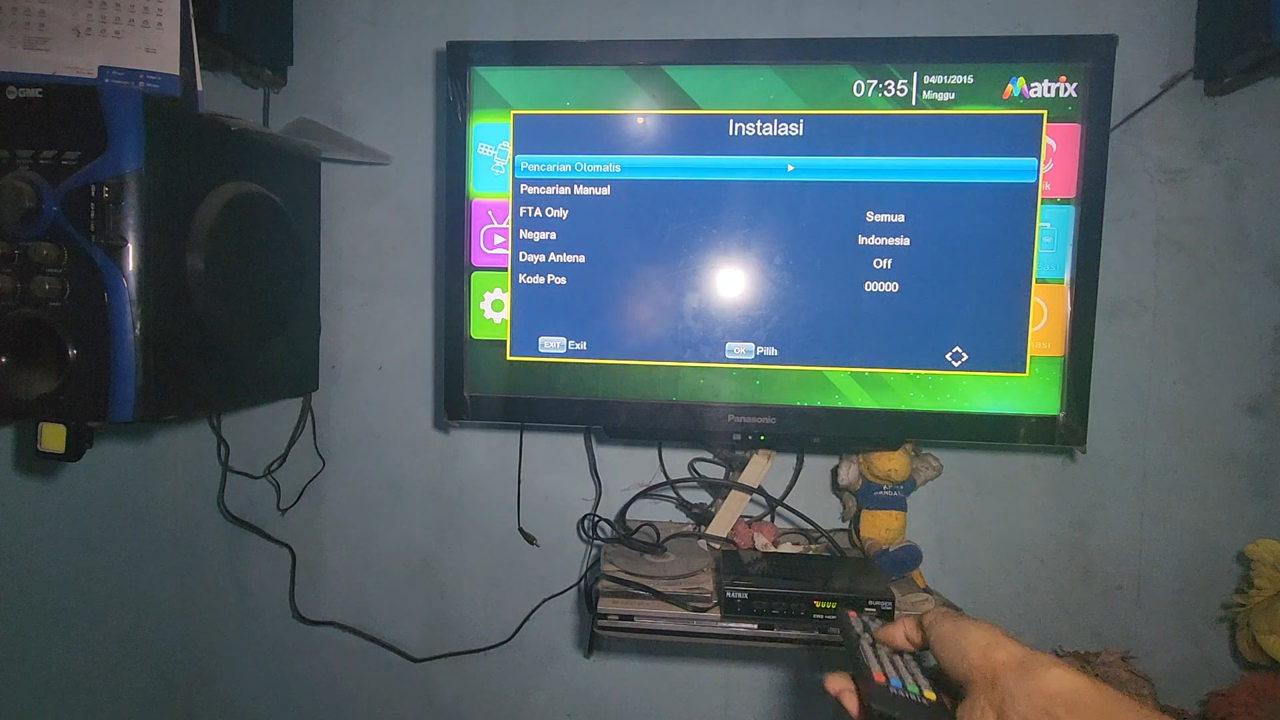 GMC
07:35
04/01/2015
Minggu
Matrix
Instalasi
Pencarian Otomatis
Pencarian Manual
FTA Only
Semua
Negara
Indonesia
Daya Antena
Off
Kode Pos
00000
EXIT Exit
OK Pilih
Panasonic
MATRIX
BURGER